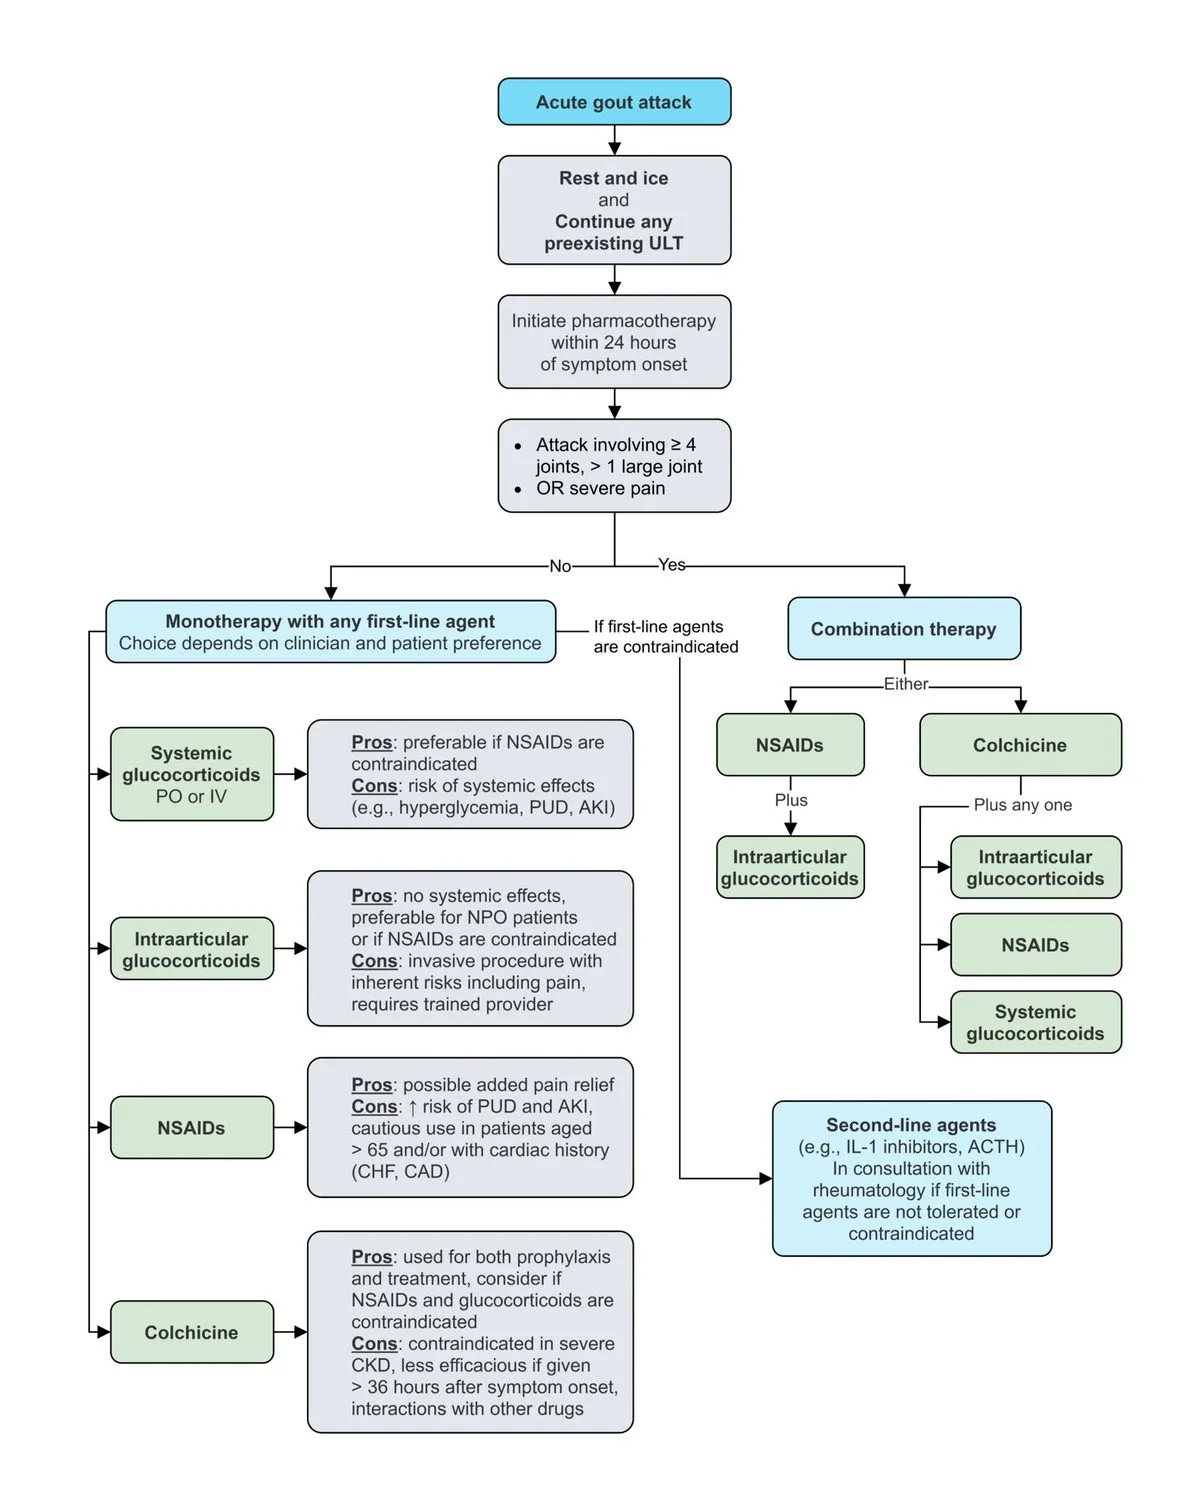 Acute gout attack
Rest and ice
and
Continue any
preexisting ULT
Initiate pharmacotherapy
within 24 hours
of symptom onset
• Attack involving ≥ 4
joints, > 1 large joint
• OR severe pain
No
Yes
Monotherapy with any first-line agent
Choice depends on clinician and patient preference
If first-line agents
are contraindicated
Combination therapy
Either
Systemic
glucocorticoids
PO or IV
Pros: preferable if NSAIDs are
contraindicated
Cons: risk of systemic effects
(e.g., hyperglycemia, PUD, AKI)
Intraarticular
glucocorticoids
Pros: no systemic effects,
preferable for NPO patients
or if NSAIDs are contraindicated
Cons: invasive procedure with
inherent risks including pain,
requires trained provider
NSAIDs
Pros: possible added pain relief
Cons: ↑ risk of PUD and AKI,
cautious use in patients aged
> 65 and/or with cardiac history
(CHF, CAD)
Colchicine
Pros: used for both prophylaxis
and treatment, consider if
NSAIDs and glucocorticoids are
contraindicated
Cons: contraindicated in severe
CKD, less efficacious if given
> 36 hours after symptom onset,
interactions with other drugs
NSAIDs
Plus
Intraarticular
glucocorticoids
Colchicine
Plus any one
Intraarticular
glucocorticoids
NSAIDs
Systemic
glucocorticoids
Second-line agents
(e.g., IL-1 inhibitors, ACTH)
In consultation with
rheumatology if first-line
agents are not tolerated or
contraindicated